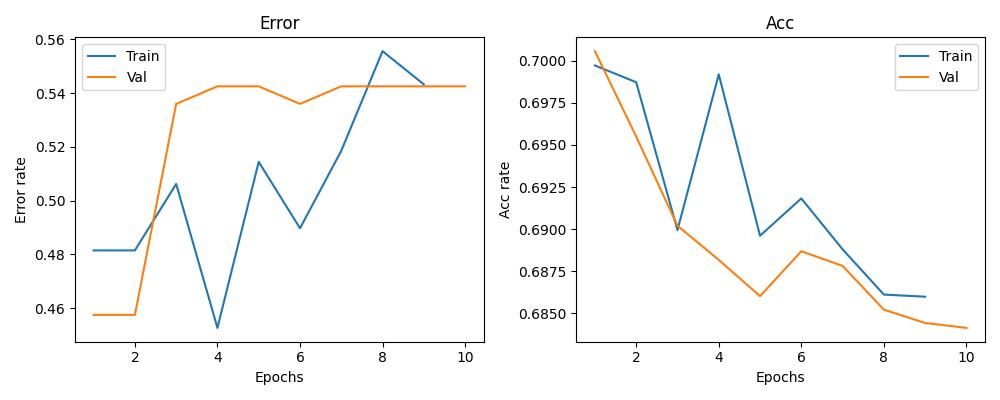 Error
Error rate
0.56
0.54
0.52
0.50
0.48
0.46
Train
Val
2
4
6
8
10
Epochs
Acc
Acc rate
0.7000
0.6975
0.6950
0.6925
0.6900
0.6875
0.6850
Train
Val
2
4
6
8
10
Epochs